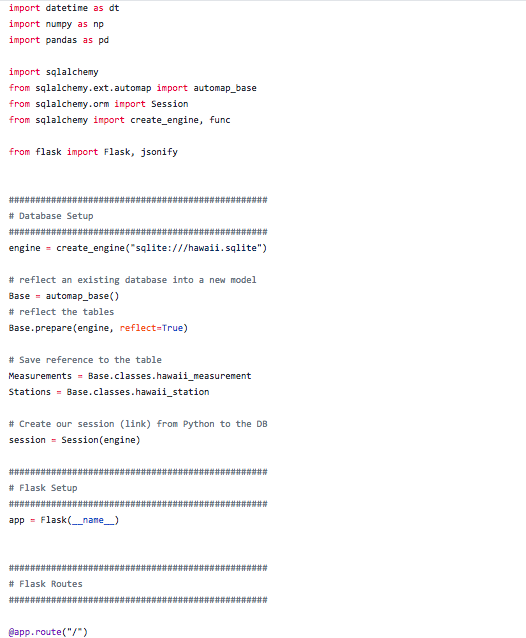 import datetime as dt
import numpy as np
import pandas as pd
import sqlalchemy
from sqlalchemy.ext.automap import automap_base
from sqlalchemy.orm import Session
from sqlalchemy import create_engine, func
from flask import Flask, jsonify
#################################################
# Database Setup
#################################################
engine = create_engine("sqlite:///hawaii.sqlite")
# reflect an existing database into a new model
Base = automap_base()
# reflect the tables
Base.prepare(engine, reflect=True)
# Save reference to the table
Measurements = Base.classes.hawaii_measurement
Stations = Base.classes.hawaii_station
# Create our session (link) from Python to the DB
session = Session(engine)
#################################################
# Flask Setup
#################################################
app = Flask(__name__)
#################################################
# Flask Routes
#################################################
@app.route("/")